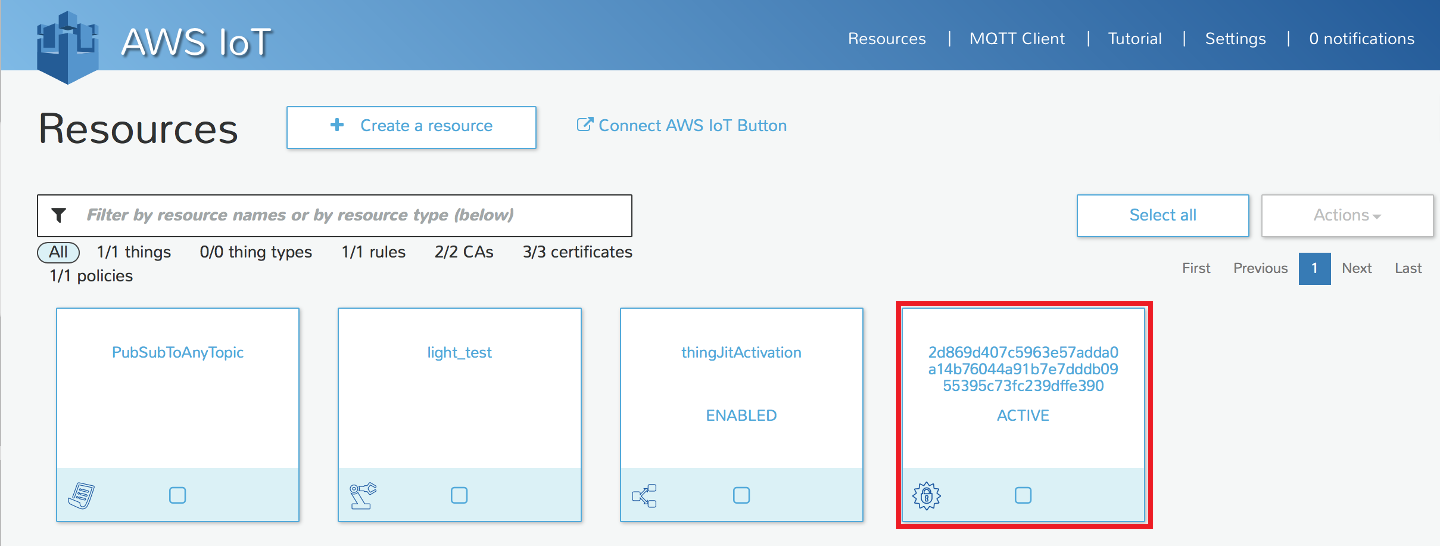 AWS IoT
Resources | MQTT Client | Tutorial | Settings | 0 notifications
Resources
+ Create a resource
Connect AWS IoT Button
Filter by resource names or by resource type (below)
Select all
Actions
All 1/1 things 0/0 thing types 1/1 rules 2/2 CAs 3/3 certificates
1/1 policies
First Previous 1 Next Last
PubSubToAnyTopic
light_test
thingJitActivation
ENABLED
2d869d407c5963e57adda0
a14b76044a91b7e7dddb09
55395c73fc239dffe390
ACTIVE